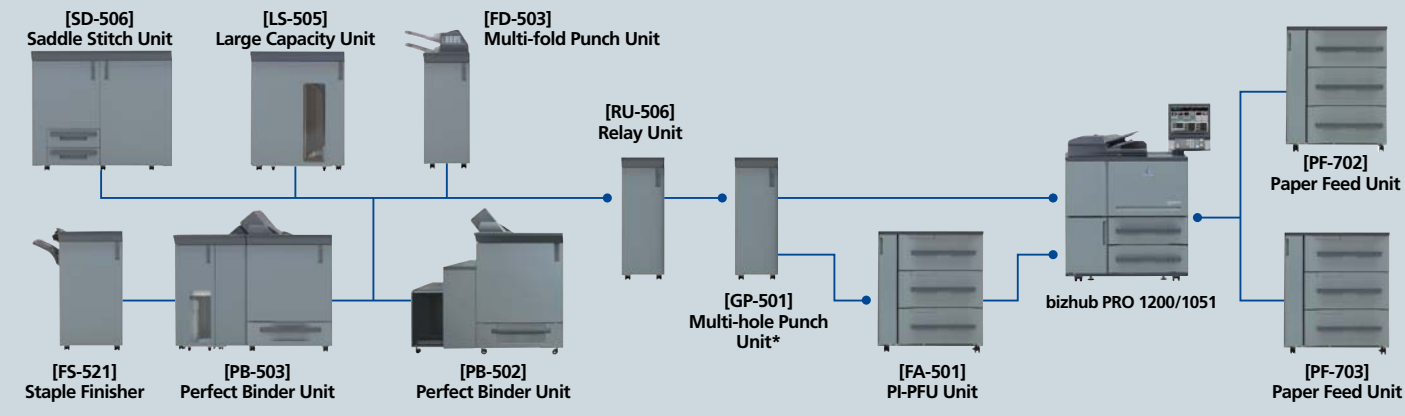 [SD-506]
Saddle Stitch Unit
[LS-505]
Large Capacity Unit
[FD-503]
Multi-fold Punch Unit
[RU-506]
Relay Unit
[PF-702]
Paper Feed Unit
bizhub PRO 1200/1051
[GP-501]
Multi-hole Punch
Unit*
[FS-521]
Staple Finisher
[PB-503]
Perfect Binder Unit
[PB-502]
Perfect Binder Unit
[FA-501]
PI-PFU Unit
[PF-703]
Paper Feed Unit